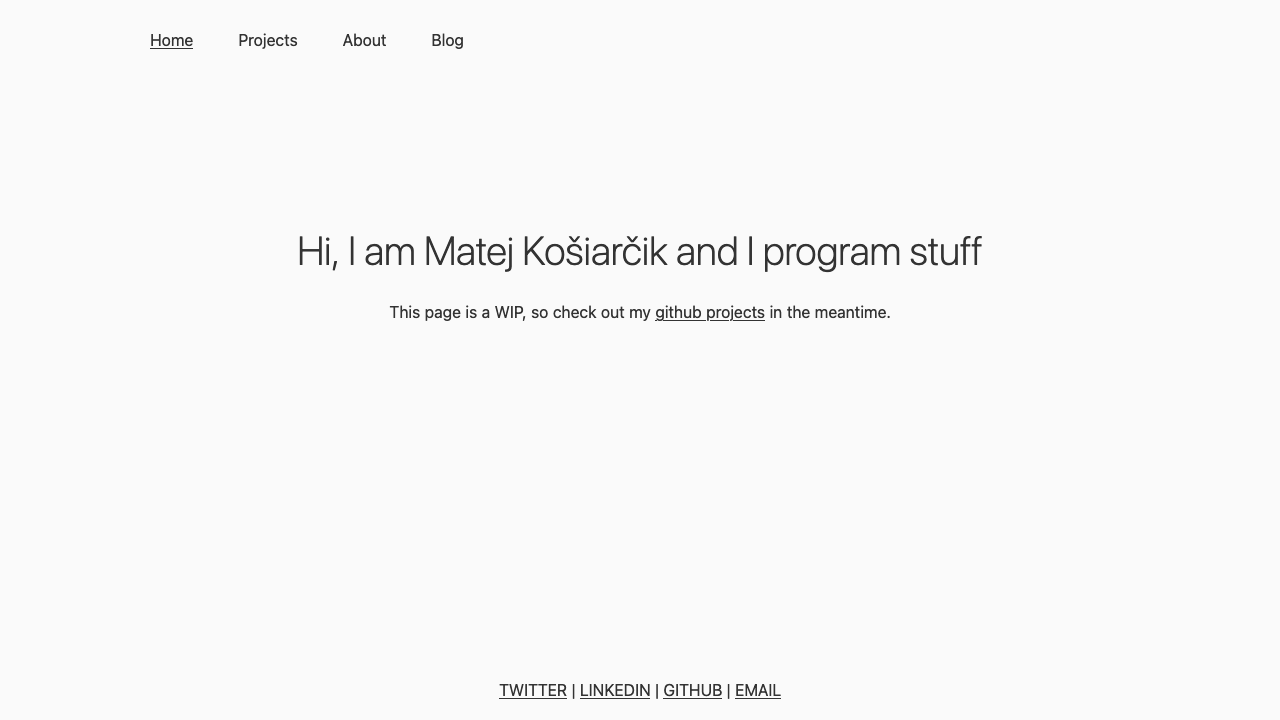 Home Projects About Blog
Hi, I am Matej Košiarčik and I program stuff
This page is a WIP, so check out my github projects in the meantime.
TWITTER | LINKEDIN | GITHUB | EMAIL